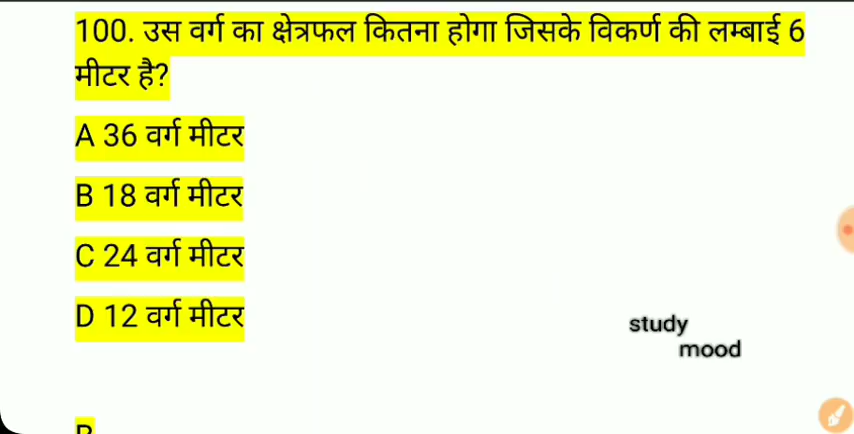 100. उस वर्ग का क्षेत्रफल कितना होगा जिसके विकर्ण की लम्बाई 6
मीटर है?
A 36 वर्ग मीटर
B 18 वर्ग मीटर
C 24 वर्ग मीटर
D 12 वर्ग मीटर
study
mood